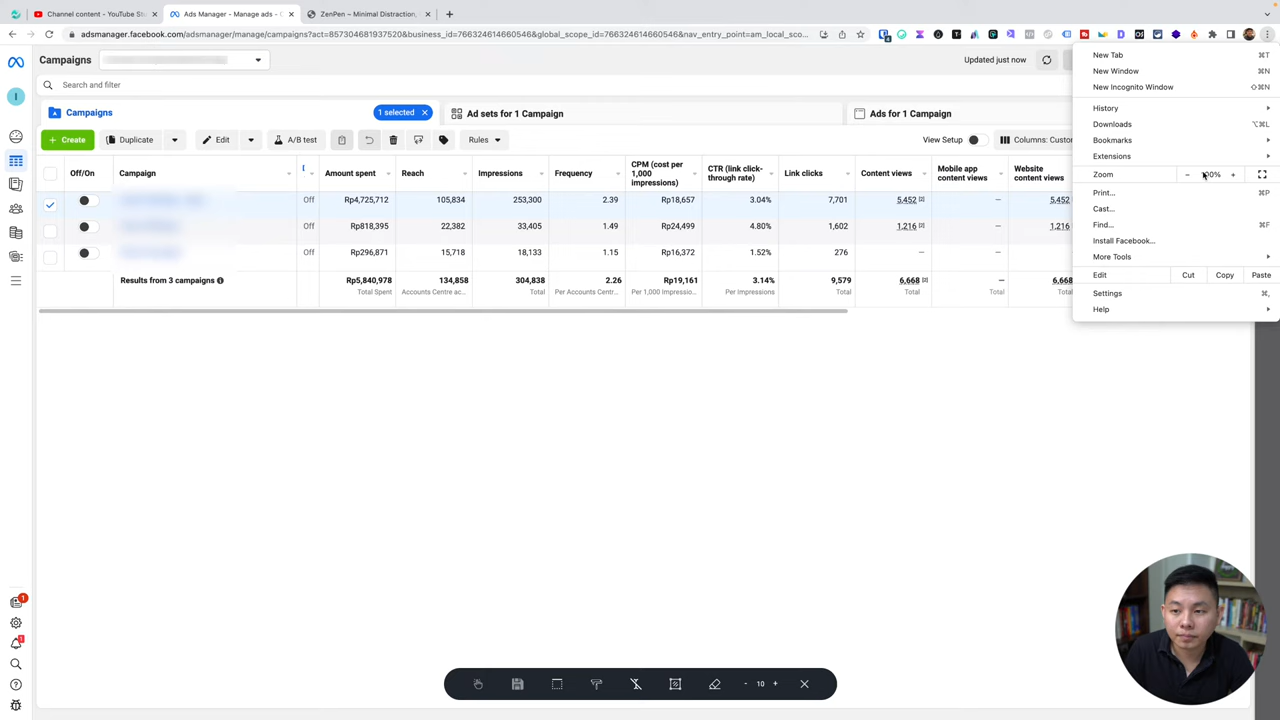 Channel content - YouTube St
Ads Manager - Manage ads -
ZenPen – Minimal Distraction,
adsmanager.facebook.com/adsmanager/manage/campaigns?act=857304681970312&business_id=766324614660546&global_scope_id=766324614660546&nav_entry_point=am_local_sco...
Campaigns
Updated just now
Search and filter
Campaigns
1 selected
Ad sets for 1 Campaign
Ads for 1 Campaign
+ Create
Duplicate
Edit
A/B test
Rules
View Setup
Columns: Custo
Off/On
Campaign
Amount spent
Reach
Impressions
Frequency
CPM (cost per 1,000 impressions)
CTR (link click-through rate)
Link clicks
Content views
Mobile app content views
Website content views
Off Rp4,725,712 105,834 253,300 2.39 Rp18,657 3.04% 7,701 5,452 [2] — 5,452
Off Rp818,395 22,382 33,405 1.49 Rp24,499 4.80% 1,602 1,216 [2] — 1,216
Off Rp296,871 15,718 18,133 1.15 Rp16,372 1.52% 276 — —
Results from 3 campaigns Rp5,840,978 134,858 304,838 2.26 Rp19,161 3.14% 9,579 6,668 [2] — 6,668
Total Spent Accounts Centre ac... Total Per Accounts Centre... Per 1,000 Impressi... Per Impressions Total Total Total Total
New Tab ⌘T
New Window ⌘N
New Incognito Window ⇧⌘N
History
Downloads ⌥⌘L
Bookmarks
Extensions
Zoom − +
Print... ⌘P
Cast...
Find... ⌘F
Install Facebook...
More Tools
Edit Cut Copy Paste
Settings ⌘,
Help
1
- 10 +